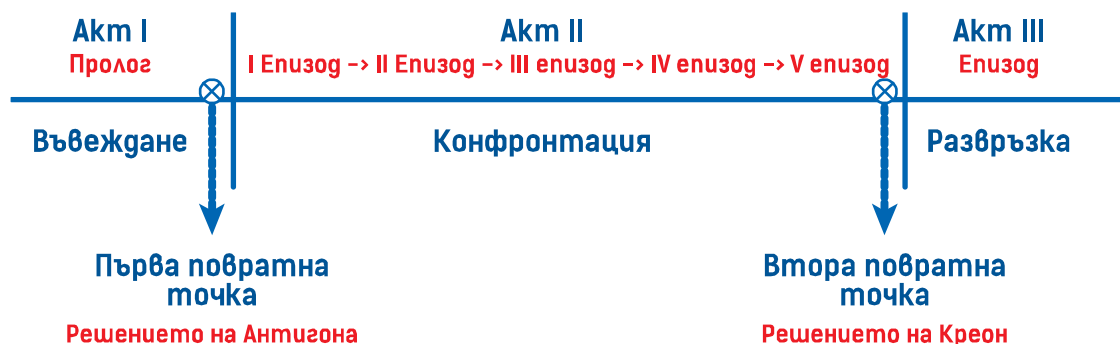 Акт I
Пролог
Акт II
I Епизод -> II Епизод -> III епизод -> IV епизод -> V епизод
Акт III
Епизод
Въвеждане
Конфронтация
Развръзка
Първа повратна
точка
Решението на Антигона
Втора повратна
точка
Решението на Креон